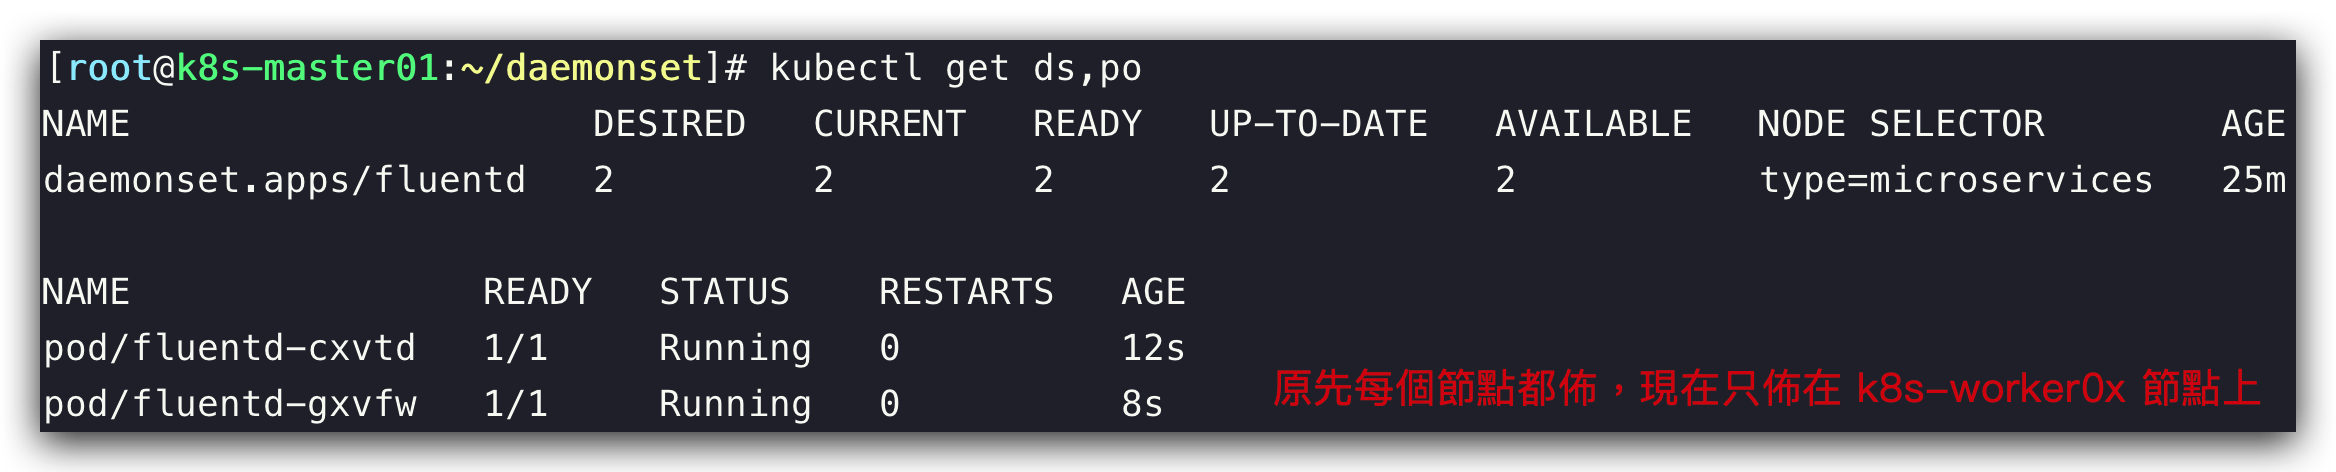 [root@k8s-master01:~/daemonset]# kubectl get ds,po
NAME DESIRED CURRENT READY UP-TO-DATE AVAILABLE NODE SELECTOR AGE
daemonset.apps/fluentd 2 2 2 2 2 type=microservices 25m
NAME READY STATUS RESTARTS AGE
pod/fluentd-cxvtd 1/1 Running 0 12s
pod/fluentd-gxvfw 1/1 Running 0 8s
原先每個節點都佈，現在只佈在 k8s-worker0x 節點上